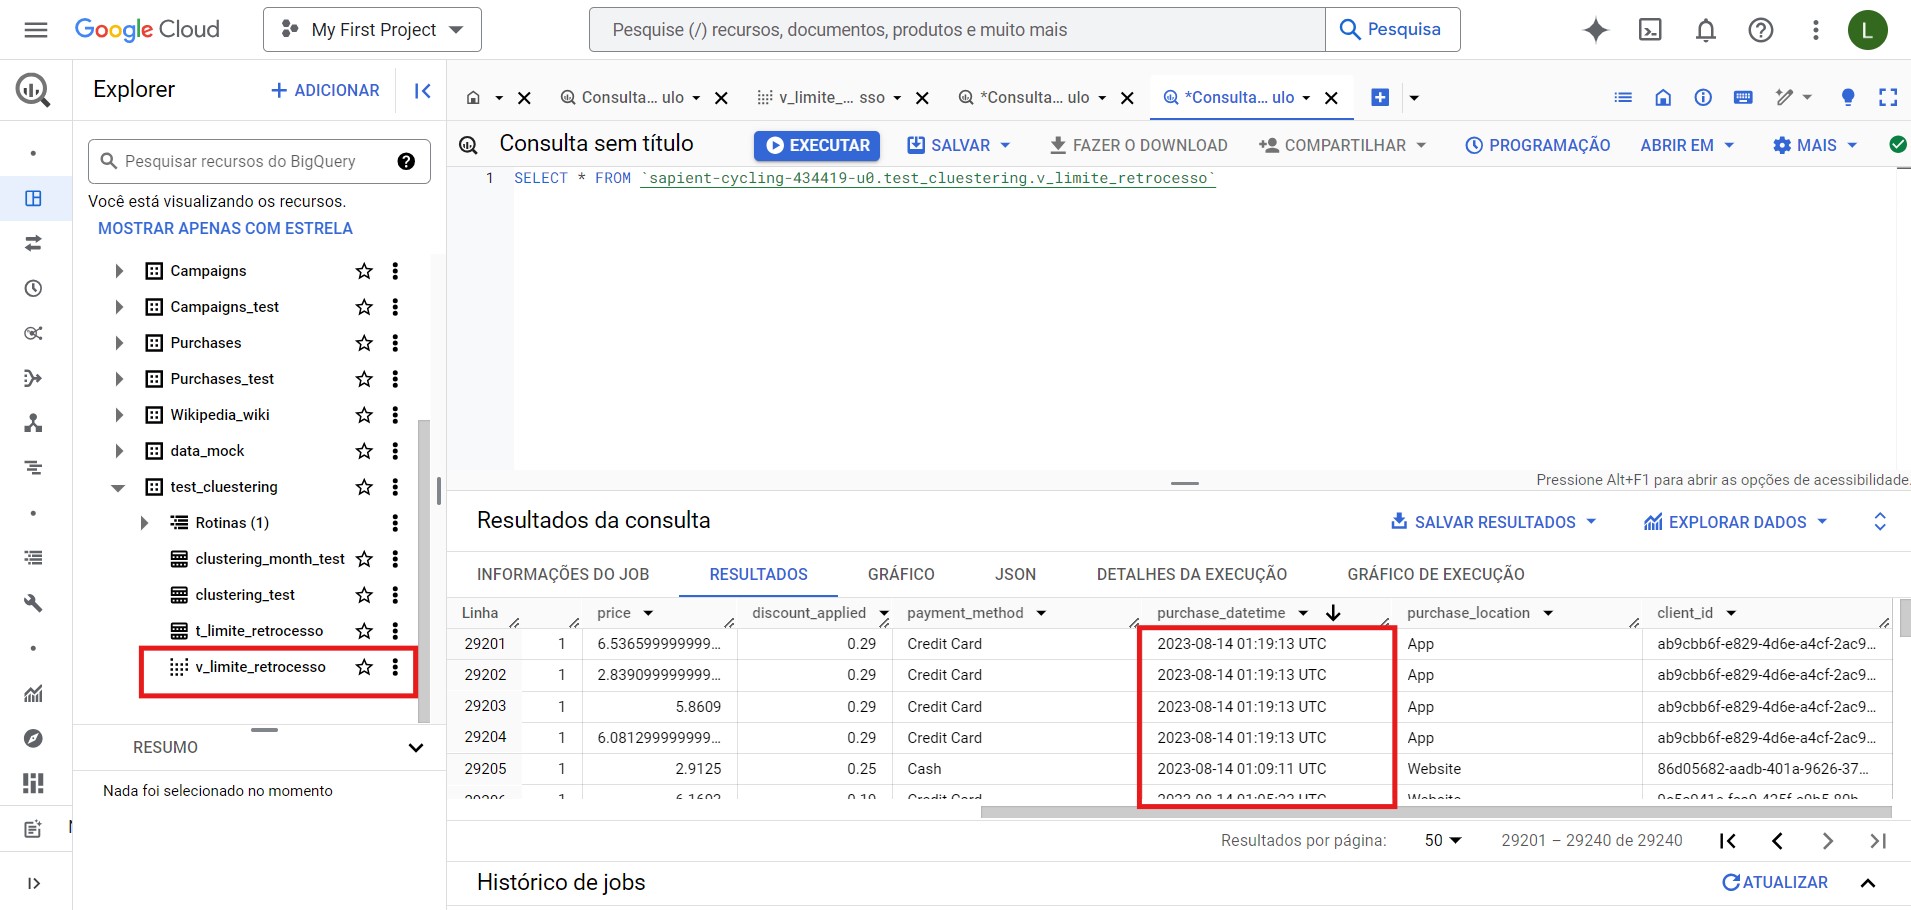 Google Cloud
My First Project
Pesquise (/) recursos, documentos, produtos e muito mais
Pesquisa
L
Explorer
ADICIONAR
Consulta... ulo
v_limite_... sso
*Consulta... ulo
*Consulta... ulo
Pesquisar recursos do BigQuery
Você está visualizando os recursos.
MOSTRAR APENAS COM ESTRELA
Campaigns
Campaigns_test
Purchases
Purchases_test
Wikipedia_wiki
data_mock
test_cluestering
Rotinas (1)
clustering_month_test
clustering_test
t_limite_retrocesso
v_limite_retrocesso
RESUMO
Nada foi selecionado no momento
Consulta sem título
EXECUTAR
SALVAR
FAZER O DOWNLOAD
COMPARTILHAR
PROGRAMAÇÃO
ABRIR EM
MAIS
1 SELECT * FROM `sapient-cycling-434419-u0.test_cluestering.v_limite_retrocesso`
Pressione Alt+F1 para abrir as opções de acessibilidade.
Resultados da consulta
SALVAR RESULTADOS
EXPLORAR DADOS
INFORMAÇÕES DO JOB RESULTADOS GRÁFICO JSON DETALHES DA EXECUÇÃO GRÁFICO DE EXECUÇÃO
Linha price discount_applied payment_method purchase_datetime purchase_location client_id
29201 1 6.536599999999... 0.29 Credit Card 2023-08-14 01:19:13 UTC App ab9cbb6f-e829-4d6e-a4cf-2ac9...
29202 1 2.839099999999... 0.29 Credit Card 2023-08-14 01:19:13 UTC App ab9cbb6f-e829-4d6e-a4cf-2ac9...
29203 1 5.8609 0.29 Credit Card 2023-08-14 01:19:13 UTC App ab9cbb6f-e829-4d6e-a4cf-2ac9...
29204 1 6.081299999999... 0.29 Credit Card 2023-08-14 01:19:13 UTC App ab9cbb6f-e829-4d6e-a4cf-2ac9...
29205 1 2.9125 0.25 Cash 2023-08-14 01:09:11 UTC Website 86d05682-aadb-401a-9626-37...
Resultados por página: 50 29201 – 29240 de 29240
Histórico de jobs
ATUALIZAR